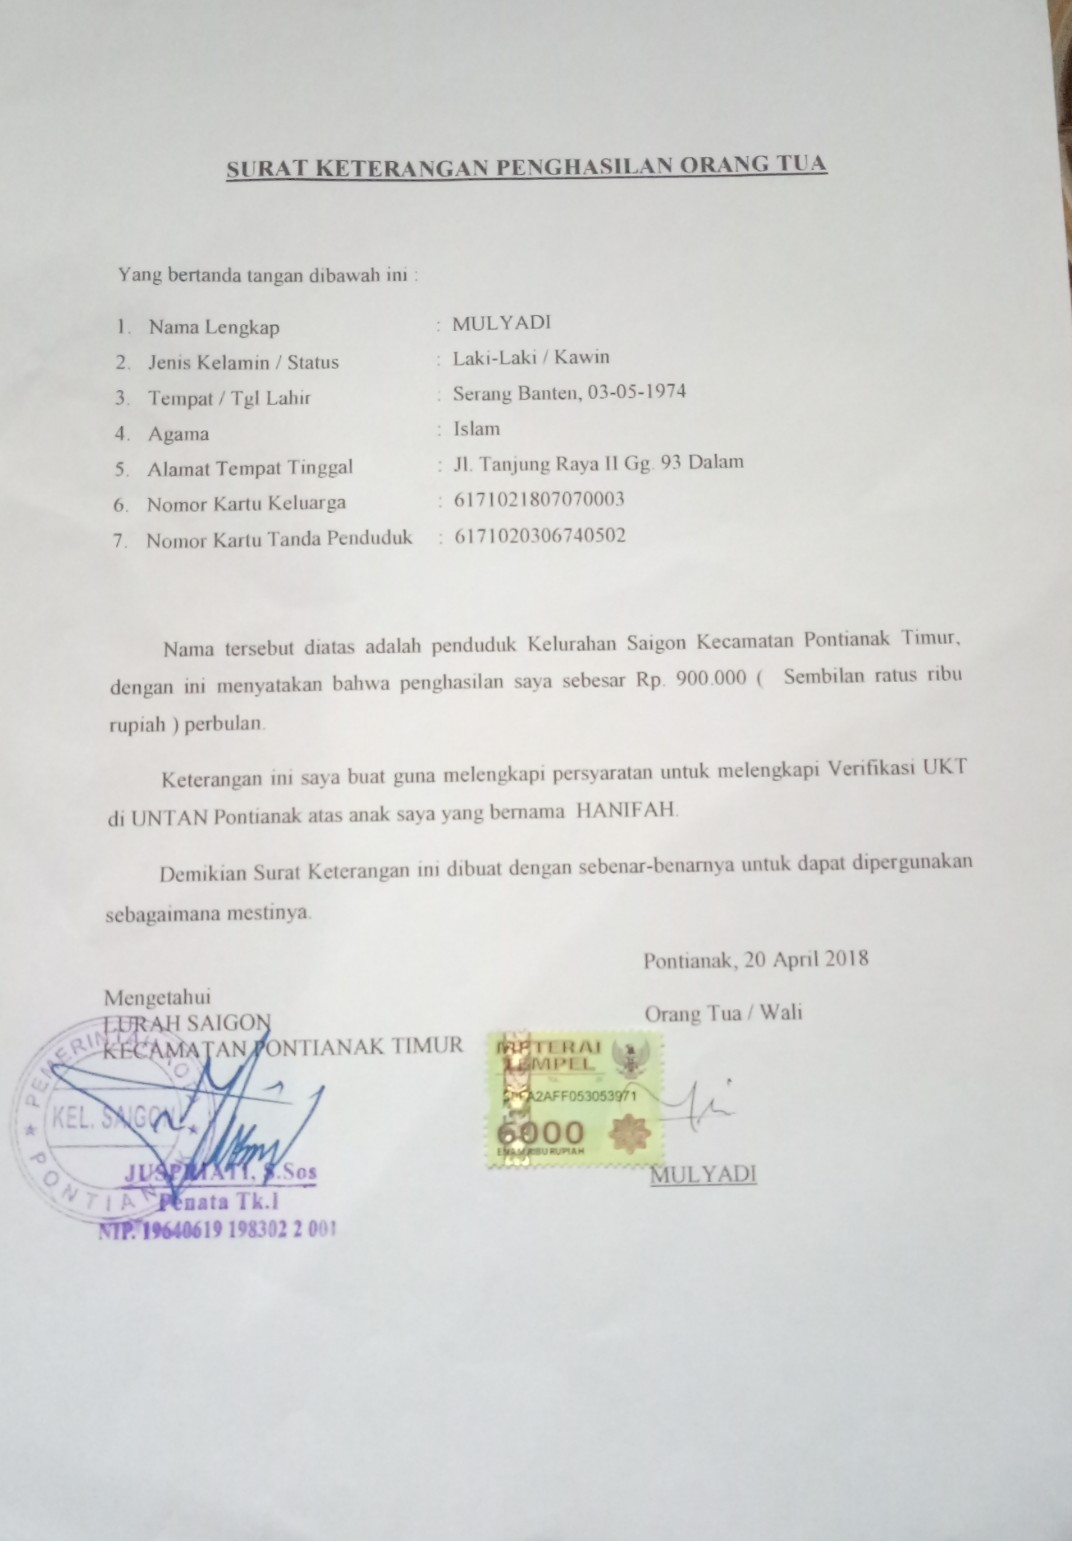 SURAT KETERANGAN PENGHASILAN ORANG TUA
Yang bertanda tangan dibawah ini :
1. Nama Lengkap : MULYADI
2. Jenis Kelamin / Status : Laki-Laki / Kawin
3. Tempat / Tgl Lahir : Serang Banten, 03-05-1974
4. Agama : Islam
5. Alamat Tempat Tinggal : Jl. Tanjung Raya II Gg. 93 Dalam
6. Nomor Kartu Keluarga : 6171021807070003
7. Nomor Kartu Tanda Penduduk : 6171020306740502
Nama tersebut diatas adalah penduduk Kelurahan Saigon Kecamatan Pontianak Timur,
dengan ini menyatakan bahwa penghasilan saya sebesar Rp. 900.000 ( Sembilan ratus ribu
rupiah ) perbulan.
Keterangan ini saya buat guna melengkapi persyaratan untuk melengkapi Verifikasi UKT
di UNTAN Pontianak atas anak saya yang bernama HANIFAH.
Demikian Surat Keterangan ini dibuat dengan sebenar-benarnya untuk dapat dipergunakan
sebagaimana mestinya.
Pontianak, 20 April 2018
Mengetahui
LURAH SAIGON
KECAMATAN PONTIANAK TIMUR
Orang Tua / Wali
METERAI
TEMPEL
A2AFF053053971
6000
ENAM RIBU RUPIAH
PEMERINTAH KOTA
KEL. SAIGON
PONTIANAK
JUSPRIATI, S.Sos
Penata Tk.I
NIP. 19640619 198302 2 001
MULYADI